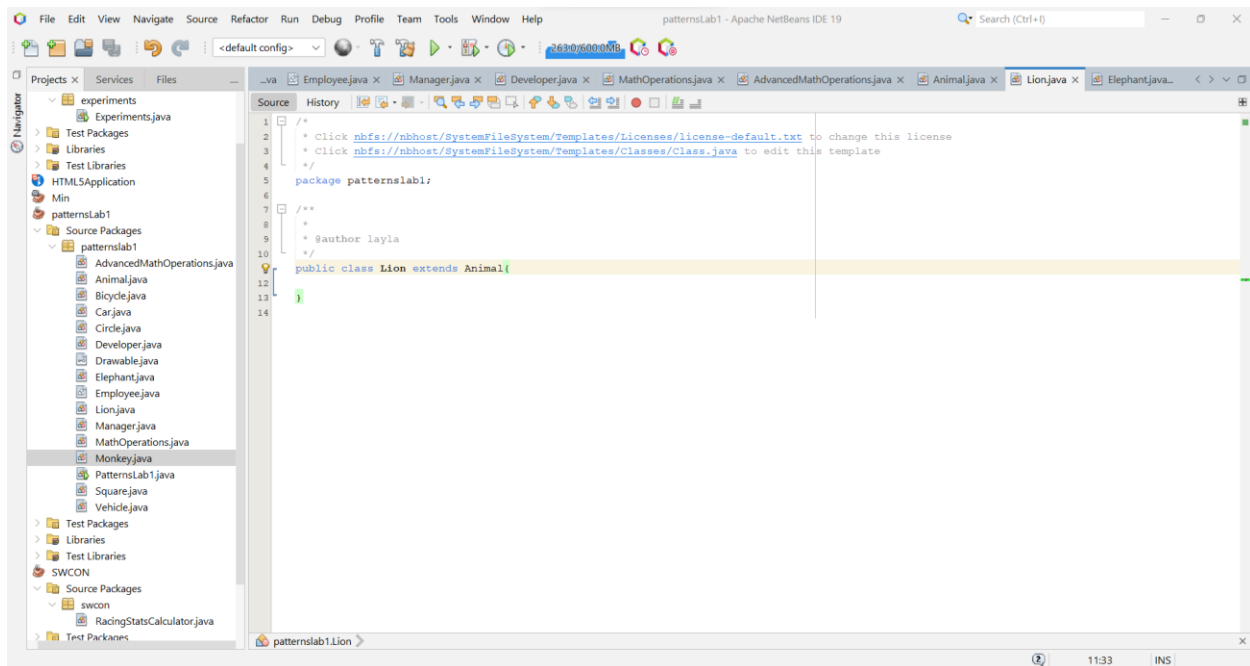 File Edit View Navigate Source Refactor Run Debug Profile Team Tools Window Help
patternsLab1 - Apache NetBeans IDE 19
Search (Ctrl+I)
<default config>
263.0/600.0MB
Projects Services Files
...va Employee.java Manager.java Developer.java MathOperations.java AdvancedMathOperations.java Animal.java Lion.java Elephant.java...
Navigator
Source History
experiments
Experiments.java
Test Packages
Libraries
Test Libraries
HTML5Application
Min
patternsLab1
Source Packages
patternslab1
AdvancedMathOperations.java
Animal.java
Bicycle.java
Car.java
Circle.java
Developer.java
Drawable.java
Elephant.java
Employee.java
Lion.java
Manager.java
MathOperations.java
Monkey.java
PatternsLab1.java
Square.java
Vehicle.java
Test Packages
Libraries
Test Libraries
SWCON
Source Packages
swcon
RacingStatsCalculator.java
Test Packages
1 /*
2 * Click nbfs://nbhost/SystemFileSystem/Templates/Licenses/license-default.txt to change this license
3 * Click nbfs://nbhost/SystemFileSystem/Templates/Classes/Class.java to edit this template
4 */
5 package patternslab1;
6
7 /**
8 *
9 * @author layla
10 */
public class Lion extends Animal{
12
13 }
14
patternslab1.Lion
11:33 INS